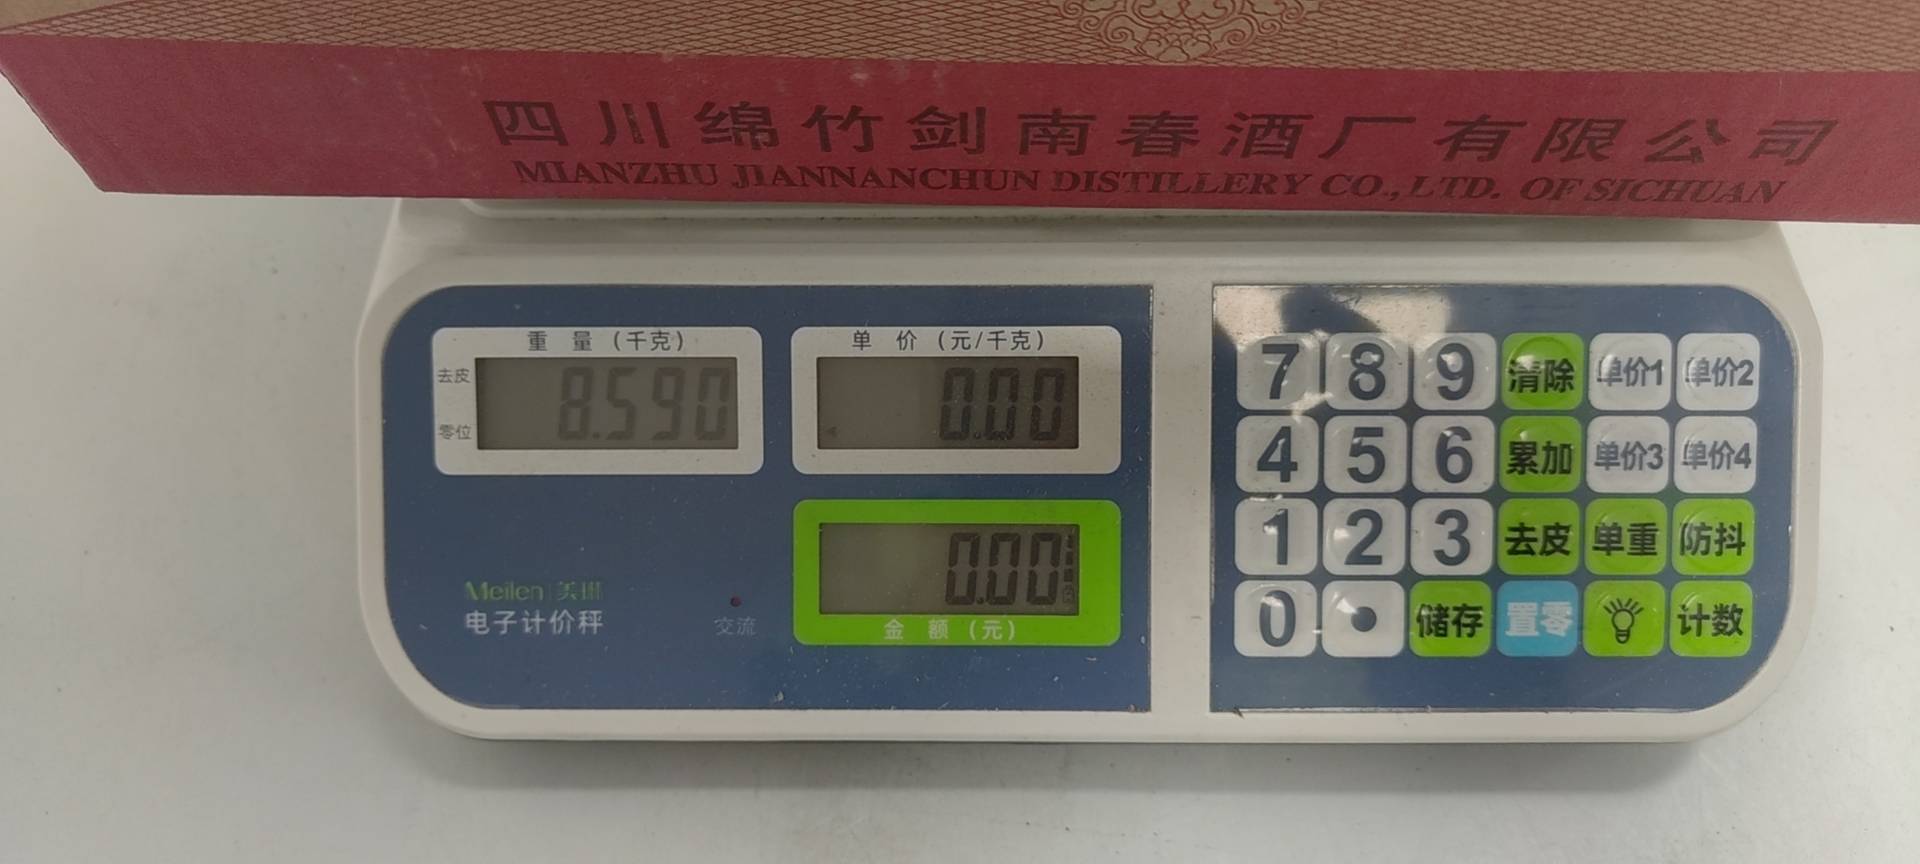 四川绵竹剑南春酒厂有限公司
MIANZHU JIANNANCHUN DISTILLERY CO.,LTD. OF SICHUAN
重 量 (千克)
去皮
零位
8.590
单 价 (元/千克)
0.00
0.00
金 额 (元)
Meilen 美
电子计价秤
交流
7 8 9 清除 单价1 单价2
4 5 6 累加 单价3 单价4
1 2 3 去皮 单重 防抖
0 . 储存 置零 计数